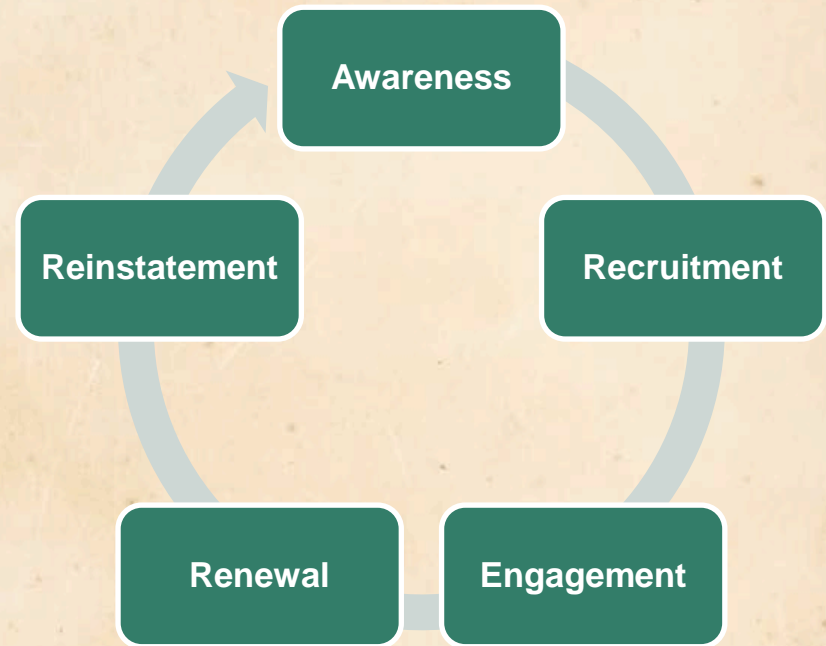 Awareness
Recruitment
Engagement
Renewal
Reinstatement